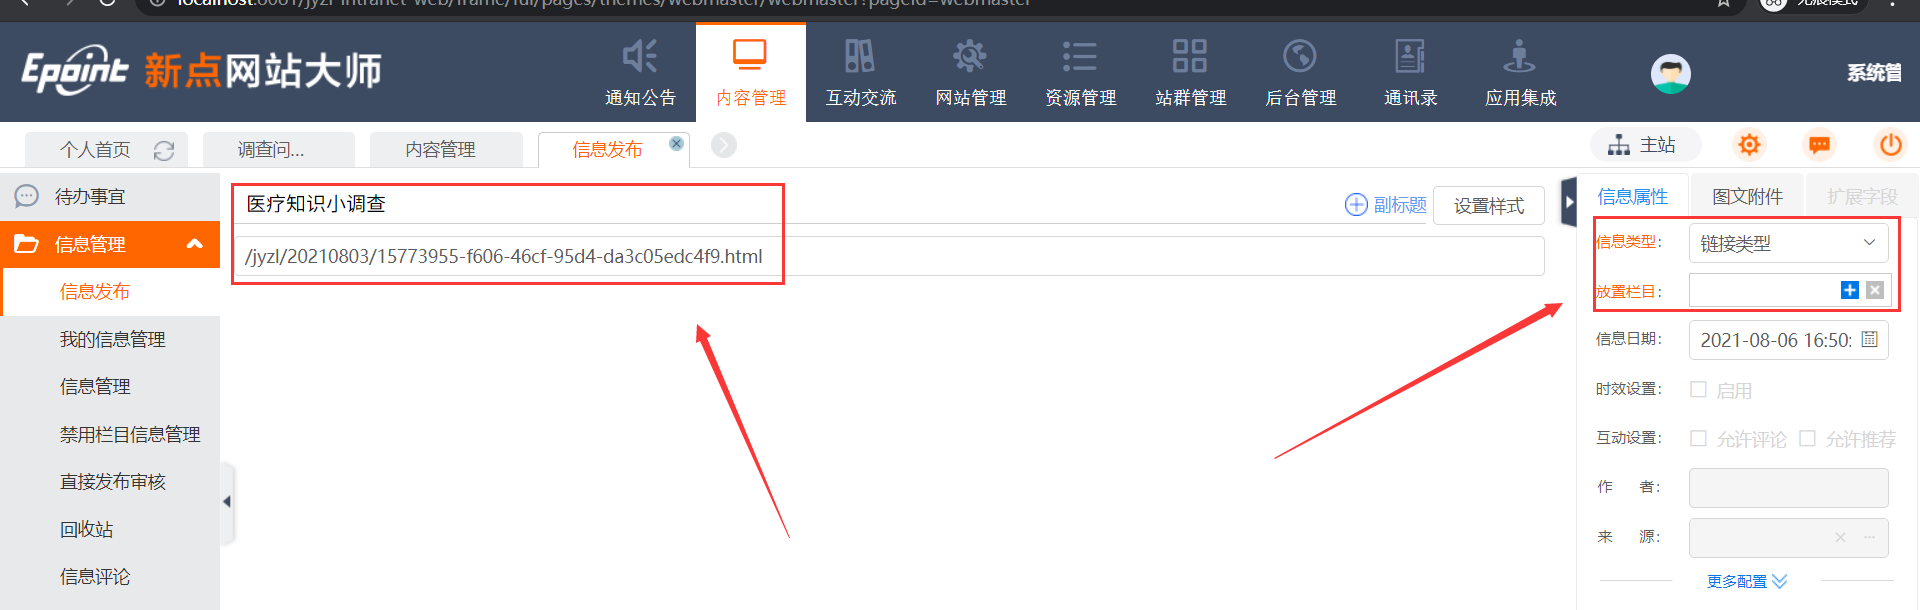 localhost:8081/jyzl-intranet-web/frame/fui/pages/themes/webmaster/webmaster?pageId=webmaster
无痕模式
Epoint 新点网站大师
通知公告 内容管理 互动交流 网站管理 资源管理 站群管理 后台管理 通讯录 应用集成
系统管
个人首页 调查问... 内容管理 信息发布
主站
待办事宜
信息管理
信息发布
我的信息管理
信息管理
禁用栏目信息管理
直接发布审核
回收站
信息评论
医疗知识小调查
副标题 设置样式
/jyzl/20210803/15773955-f606-46cf-95d4-da3c05edc4f9.html
信息属性 图文附件 扩展字段
信息类型: 链接类型
放置栏目:
信息日期: 2021-08-06 16:50:
时效设置: 启用
互动设置: 允许评论 允许推荐
作 者:
来 源:
更多配置